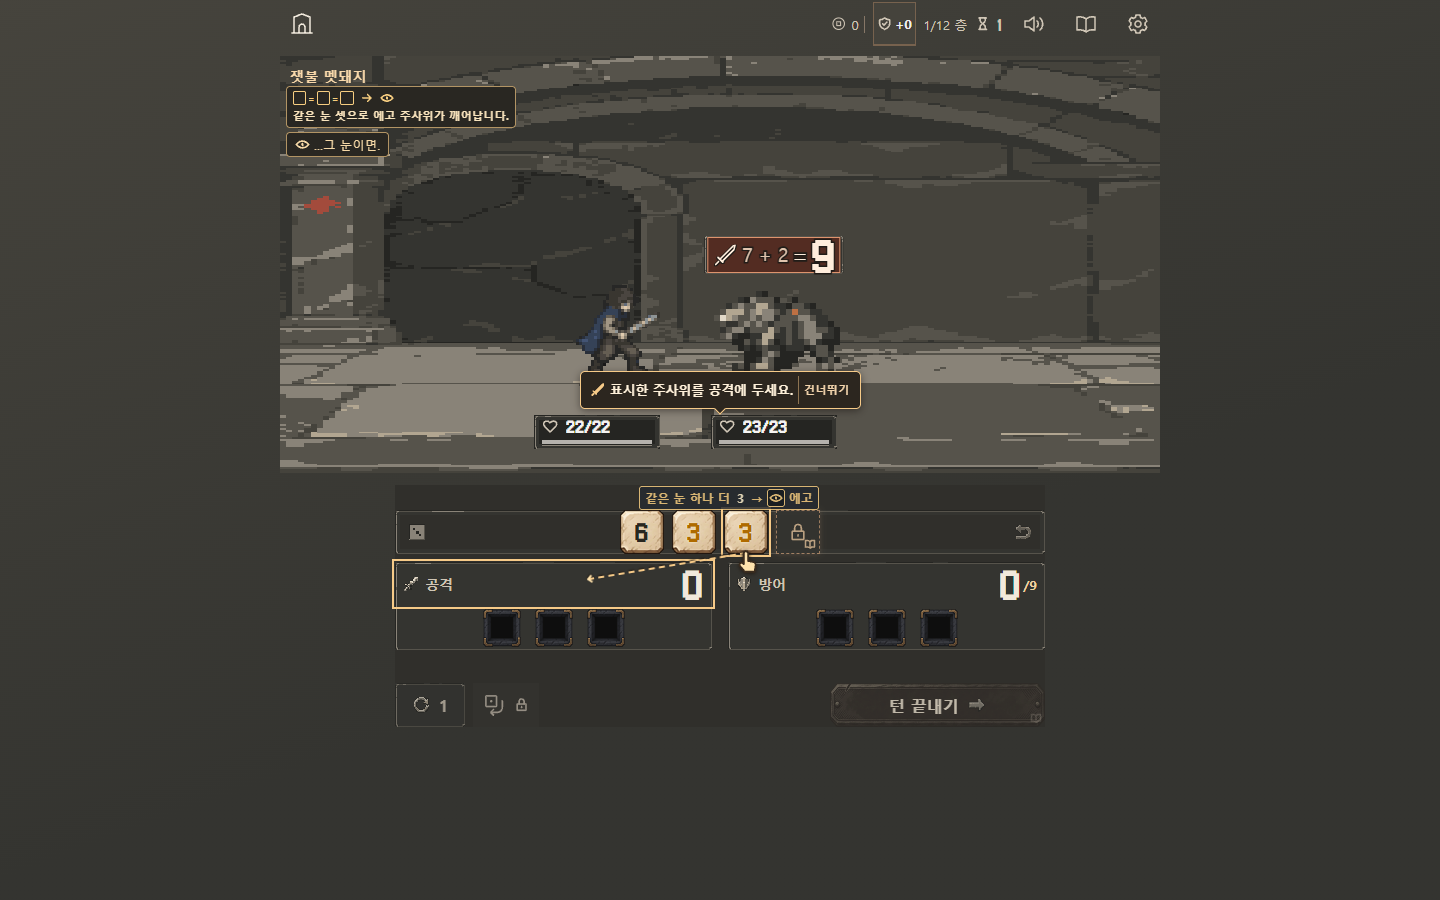 0
+0
1/12 층
1
잿불 멧돼지
□=□=□ →
같은 눈 셋으로 에고 주사위가 깨어납니다.
...그 눈이면.
7 + 2 = 9
표시한 주사위를 공격에 두세요. 건너뛰기
22/22
23/23
같은 눈 하나 더 3 → 에고
6 3 3
공격 0
방어 0/9
1
턴 끝내기